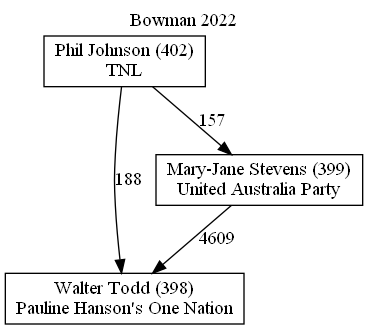 Bowman 2022
Phil Johnson (402)
TNL
157
Mary-Jane Stevens (399)
United Australia Party
188
4609
Walter Todd (398)
Pauline Hanson's One Nation